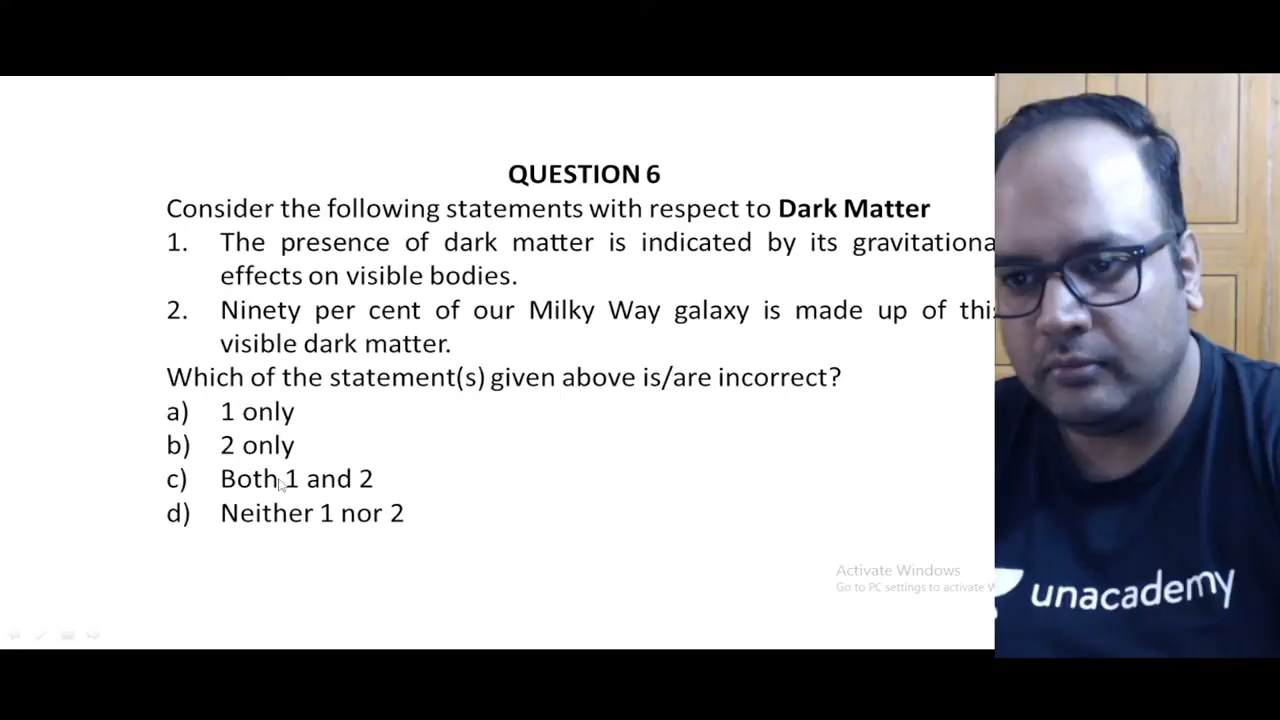 QUESTION 6
Consider the following statements with respect to Dark Matter
1. The presence of dark matter is indicated by its gravitationa
effects on visible bodies.
2. Ninety per cent of our Milky Way galaxy is made up of this
visible dark matter.
Which of the statement(s) given above is/are incorrect?
a) 1 only
b) 2 only
c) Both 1 and 2
d) Neither 1 nor 2
Activate Windows
Go to PC settings to activate W
unacademy